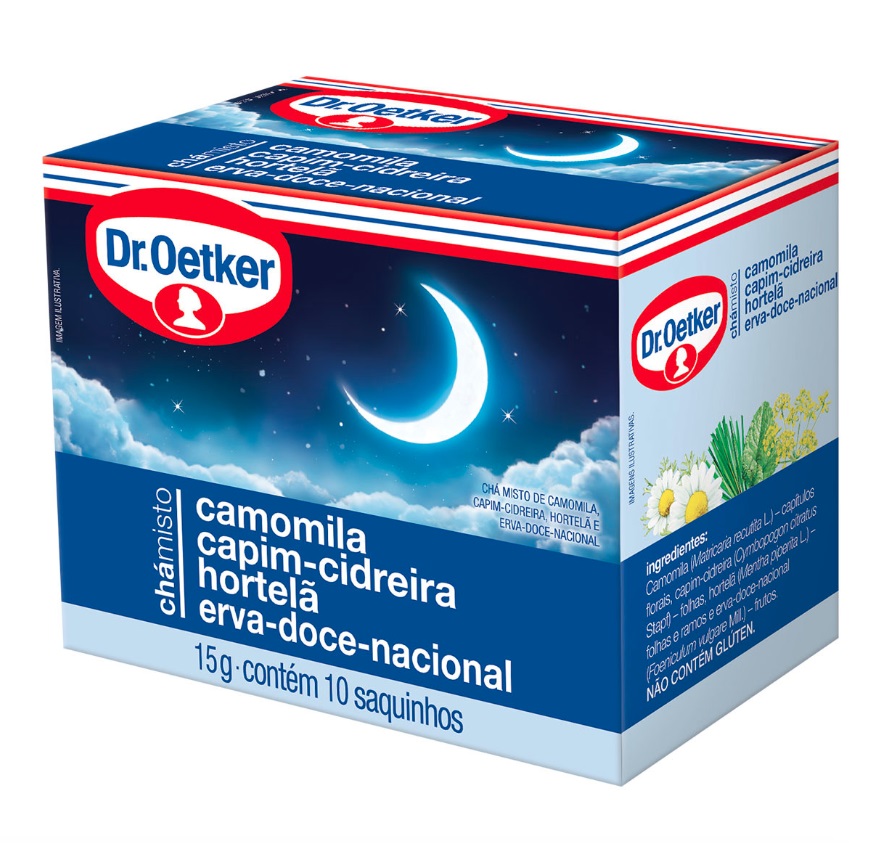 Dr.Oetker
chámisto
camomila
capim-cidreira
hortelã
erva-doce-nacional
Dr.Oetker
IMAGEM ILUSTRATIVA.
CHÁ MISTO DE CAMOMILA,
CAPIM-CIDREIRA, HORTELÃ E
ERVA-DOCE-NACIONAL
chámisto
camomila
capim-cidreira
hortelã
erva-doce-nacional
15g·contém 10 saquinhos
Dr.Oetker
chámisto
camomila
capim-cidreira
hortelã
erva-doce-nacional
IMAGENS ILUSTRATIVAS.
ingredientes:
Camomila (Matricaria recutita L.) – capítulos
florais, capim-cidreira (Cymbopogon citratus
Stapf) – folhas, hortelã (Mentha piperita L.) –
folhas e ramos e erva-doce-nacional
(Foeniculum vulgare Mill.) – frutos.
NÃO CONTÉM GLÚTEN.